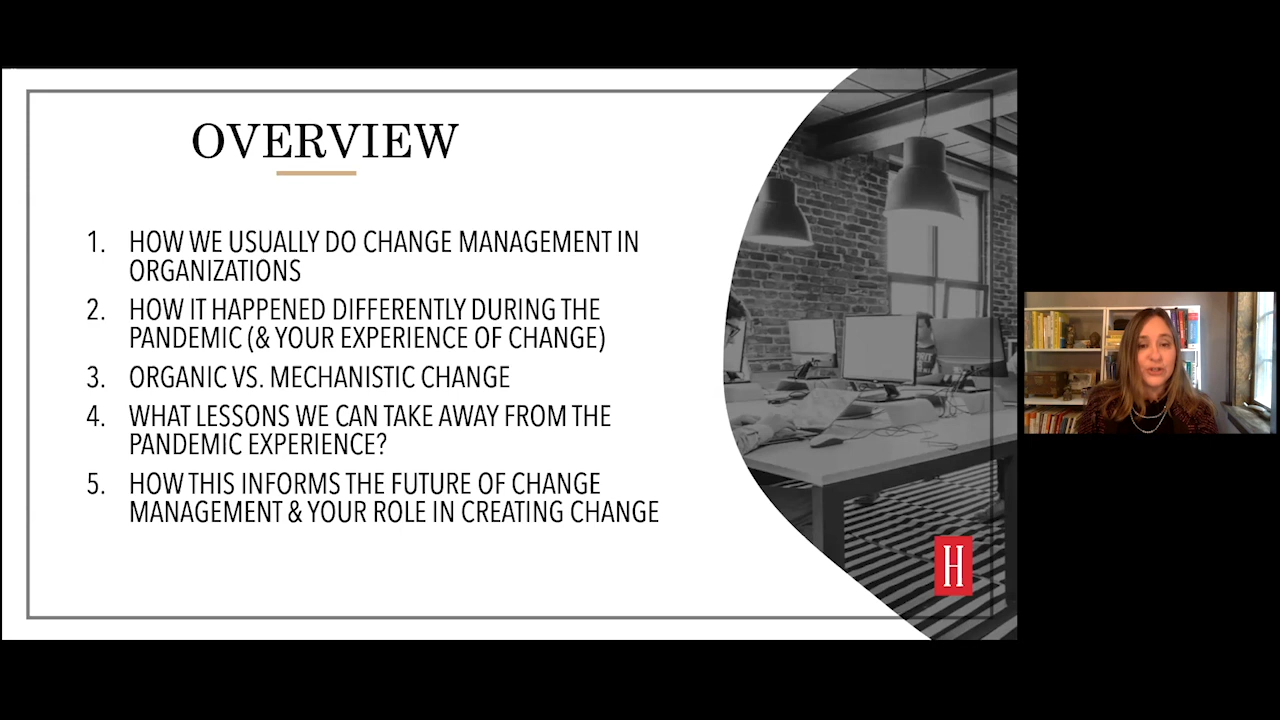 OVERVIEW
1. HOW WE USUALLY DO CHANGE MANAGEMENT IN
ORGANIZATIONS
2. HOW IT HAPPENED DIFFERENTLY DURING THE
PANDEMIC (& YOUR EXPERIENCE OF CHANGE)
3. ORGANIC VS. MECHANISTIC CHANGE
4. WHAT LESSONS WE CAN TAKE AWAY FROM THE
PANDEMIC EXPERIENCE?
5. HOW THIS INFORMS THE FUTURE OF CHANGE
MANAGEMENT & YOUR ROLE IN CREATING CHANGE
H